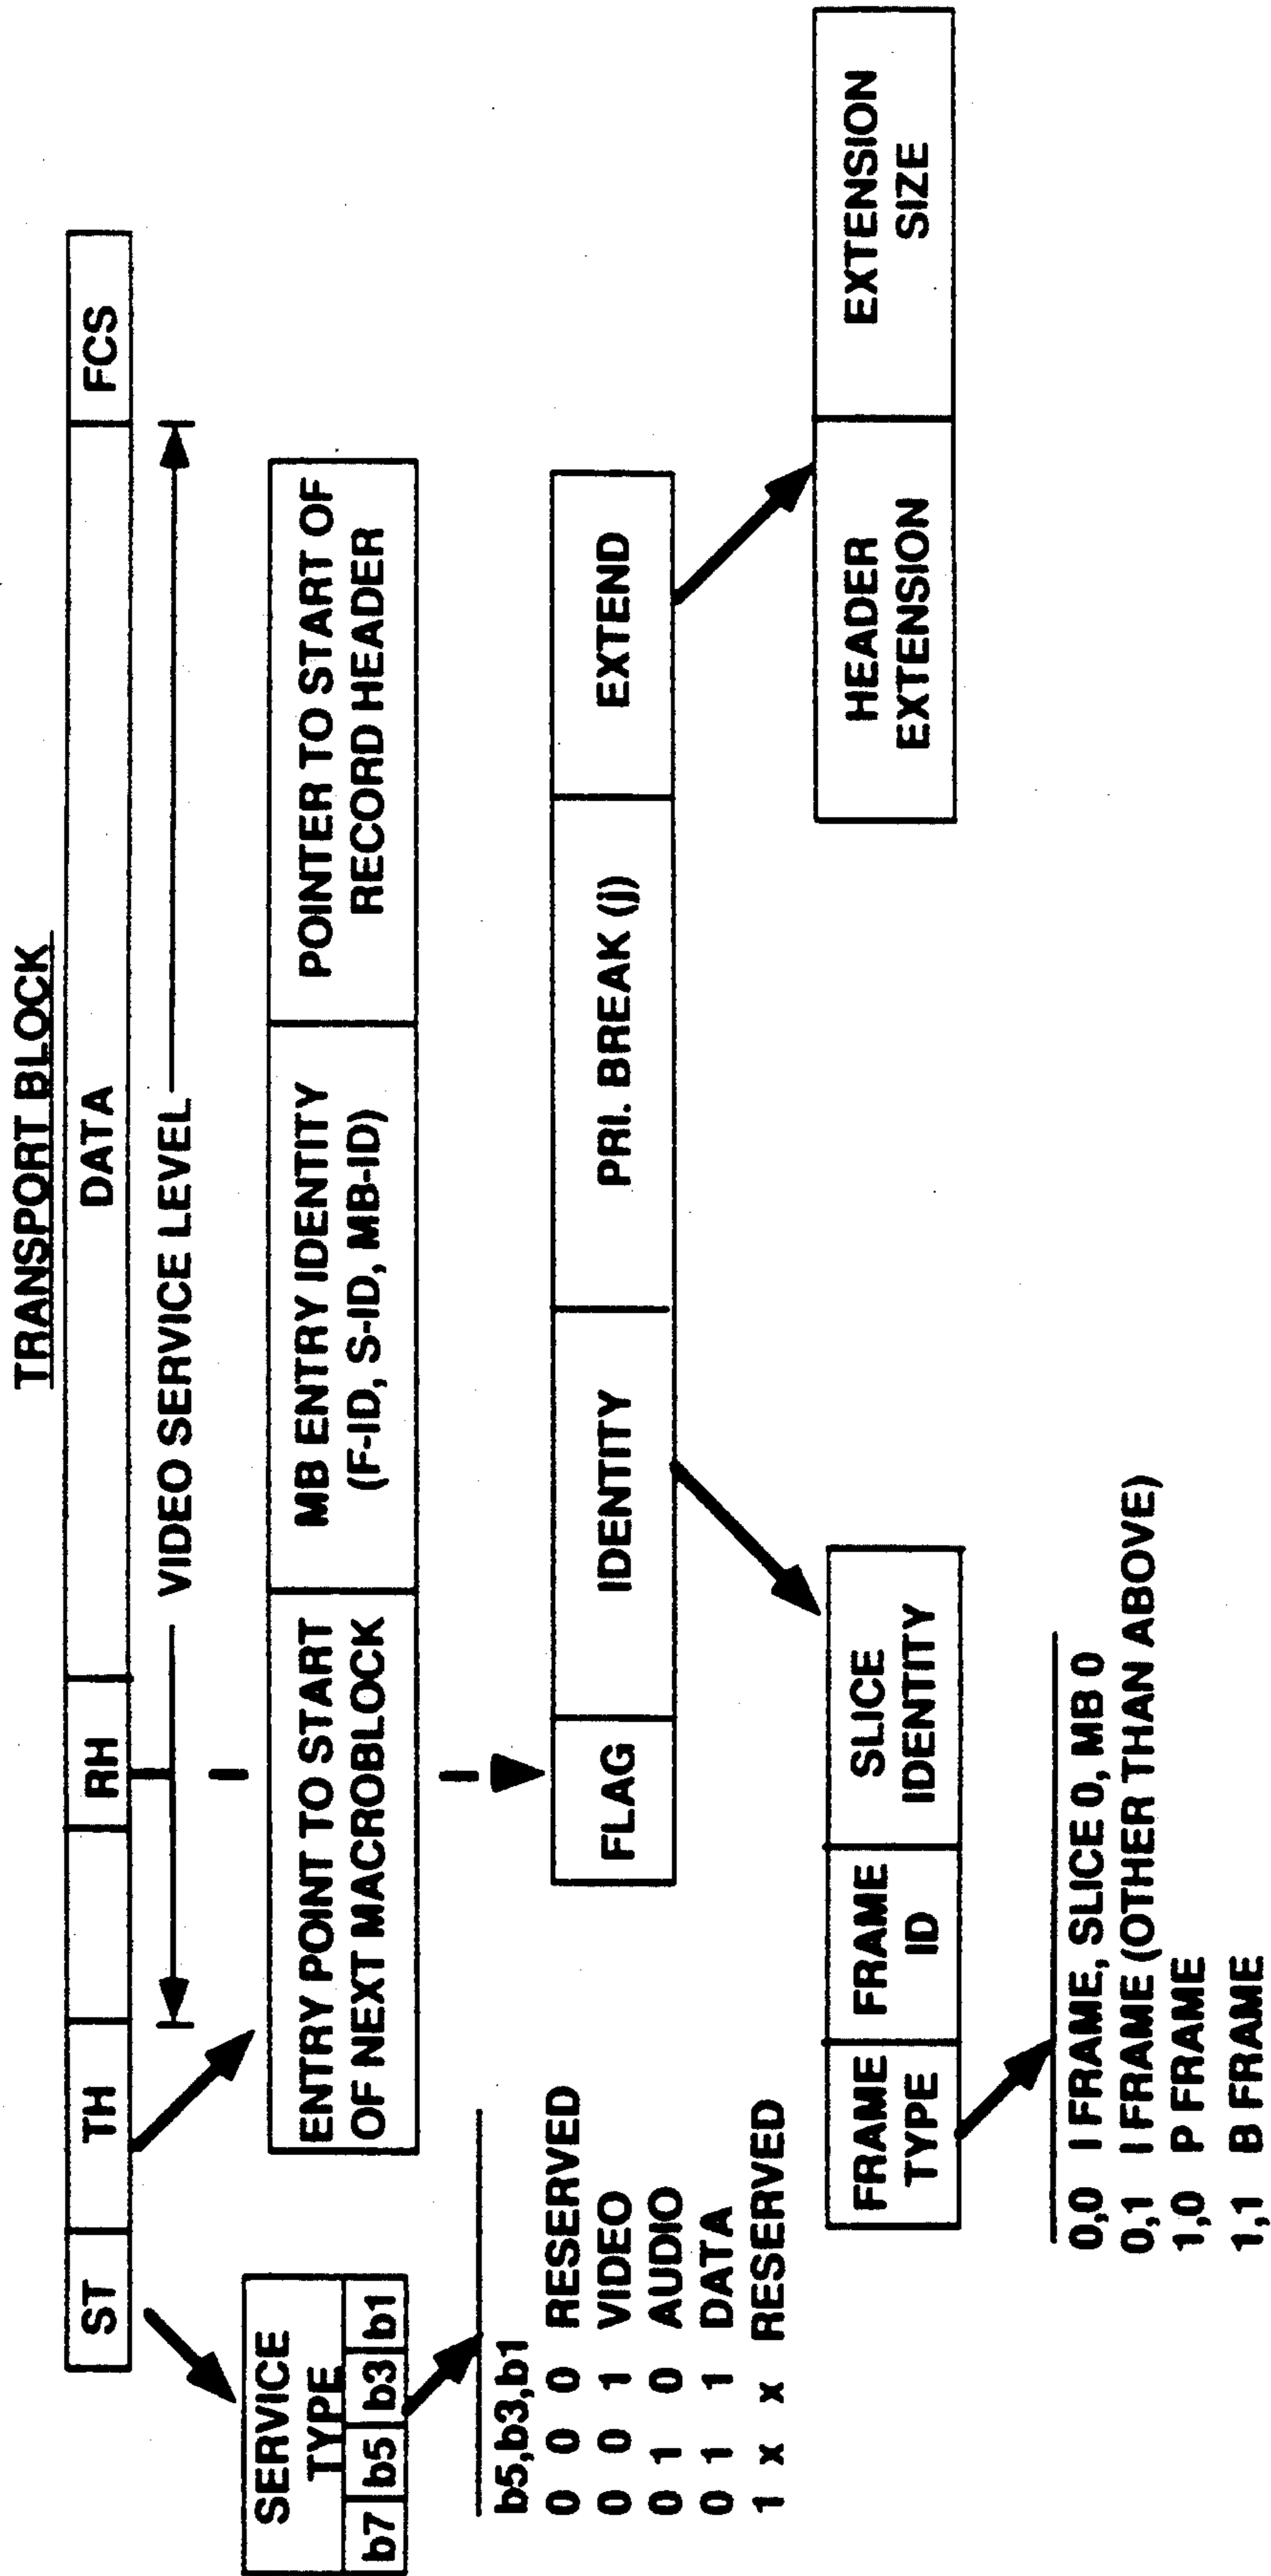 TRANSPORT BLOCK
ST TH RH DATA FCS
VIDEO SERVICE LEVEL
SERVICE
TYPE
b7 b5 b3 b1
b5,b3,b1
0 0 0 RESERVED
0 0 1 VIDEO
0 1 0 AUDIO
0 1 1 DATA
1 x x RESERVED
ENTRY POINT TO START
OF NEXT MACROBLOCK
MB ENTRY IDENTITY
(F-ID, S-ID, MB-ID)
POINTER TO START OF
RECORD HEADER
FLAG IDENTITY PRI. BREAK (j) EXTEND
FRAME
TYPE
FRAME
ID
SLICE
IDENTITY
0,0 I FRAME, SLICE 0, MB 0
0,1 I FRAME (OTHER THAN ABOVE)
1,0 P FRAME
1,1 B FRAME
HEADER
EXTENSION
EXTENSION
SIZE